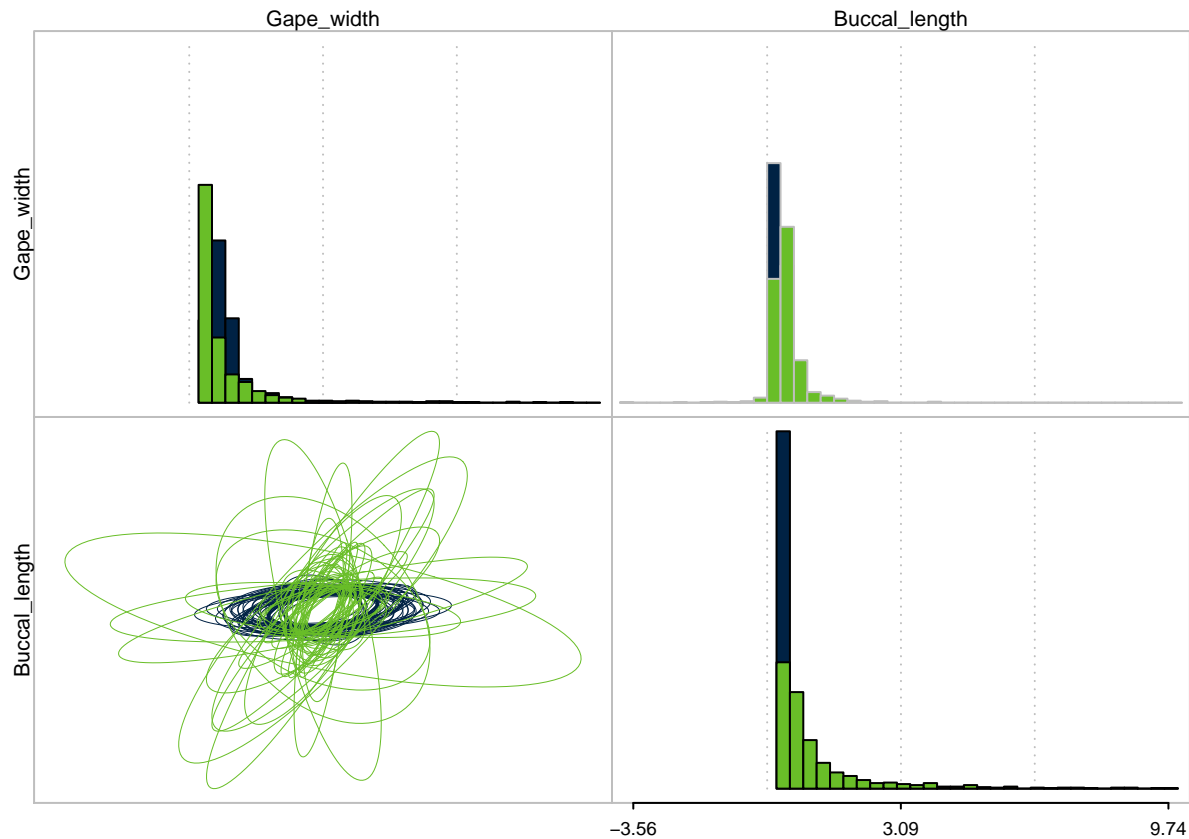 Gape_width
Buccal_length
Gape_width
Buccal_length
−3.56
3.09
9.74